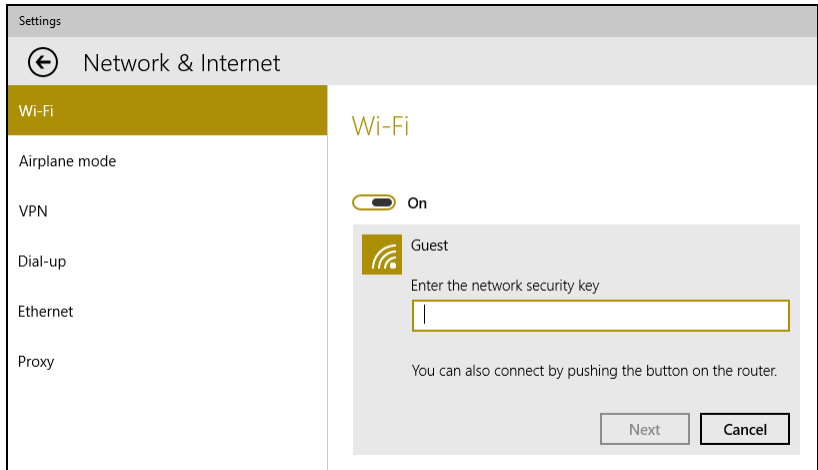 Settings
Network & Internet
Wi-Fi
Airplane mode
VPN
Dial-up
Ethernet
Proxy
Wi-Fi
On
Guest
Enter the network security key
You can also connect by pushing the button on the router.
Next
Cancel